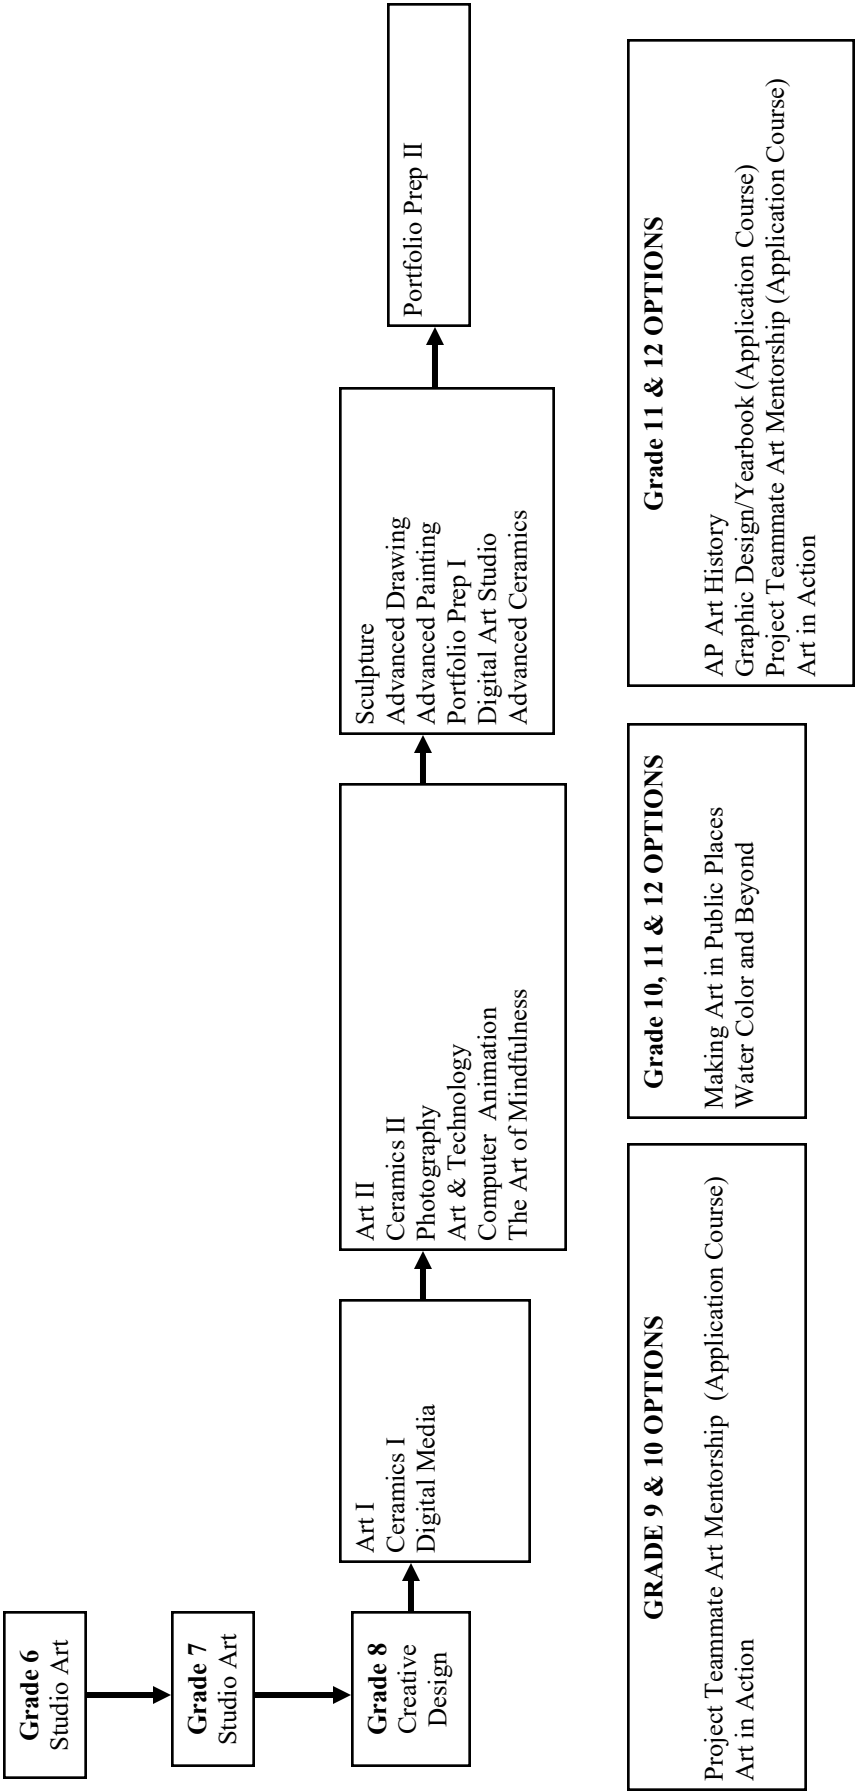 Grade 6
Studio Art
Grade 7
Studio Art
Grade 8
Creative
Design
Art I
Ceramics I
Digital Media
Art II
Ceramics II
Photography
Art & Technology
Computer Animation
The Art of Mindfulness
Sculpture
Advanced Drawing
Advanced Painting
Portfolio Prep I
Digital Art Studio
Advanced Ceramics
Portfolio Prep II
GRADE 9 & 10 OPTIONS
Project Teammate Art Mentorship (Application Course)
Art in Action
Grade 10, 11 & 12 OPTIONS
Making Art in Public Places
Water Color and Beyond
Grade 11 & 12 OPTIONS
AP Art History
Graphic Design/Yearbook (Application Course)
Project Teammate Art Mentorship (Application Course)
Art in Action